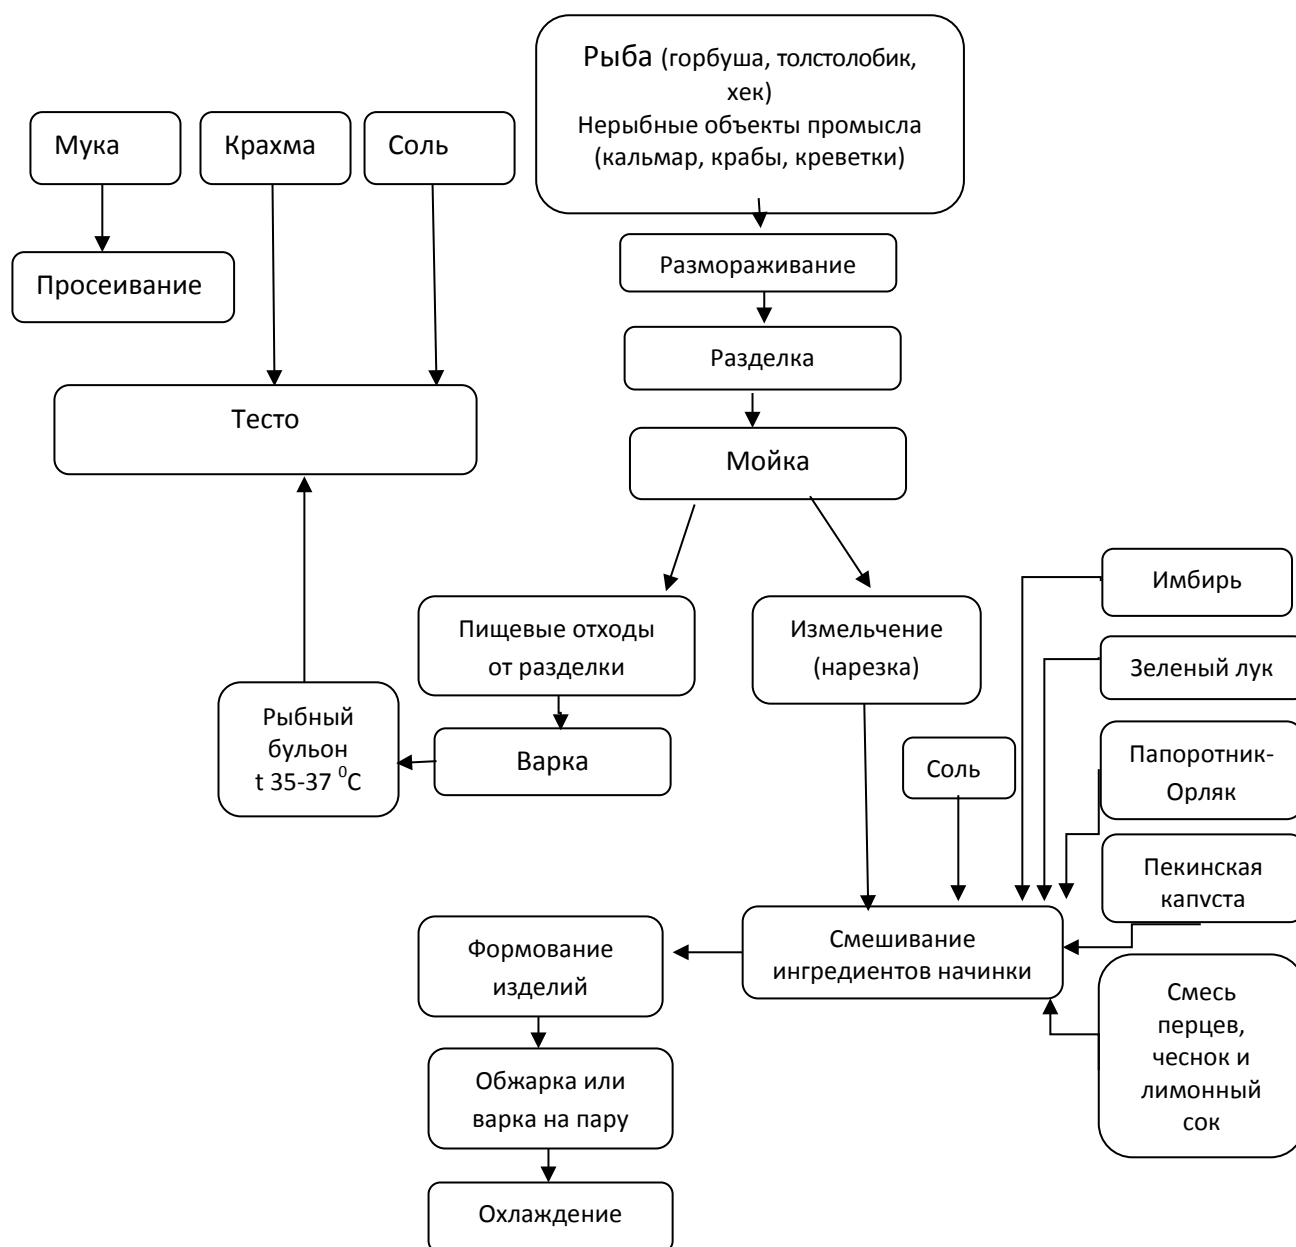 Рыба (горбуша, толстолобик,
хек)
Нерыбные объекты промысла
(кальмар, крабы, креветки)
Мука
Крахма
Соль
Просеивание
Размораживание
Разделка
Тесто
Мойка
Имбирь
Пищевые отходы
от разделки
Измельчение
(нарезка)
Зеленый лук
Рыбный
бульон
t 35-37 ⁰С
Варка
Соль
Папоротник-
Орляк
Пекинская
капуста
Формование
изделий
Смешивание
ингредиентов начинки
Смесь
перцев,
чеснок и
лимонный
сок
Обжарка или
варка на пару
Охлаждение